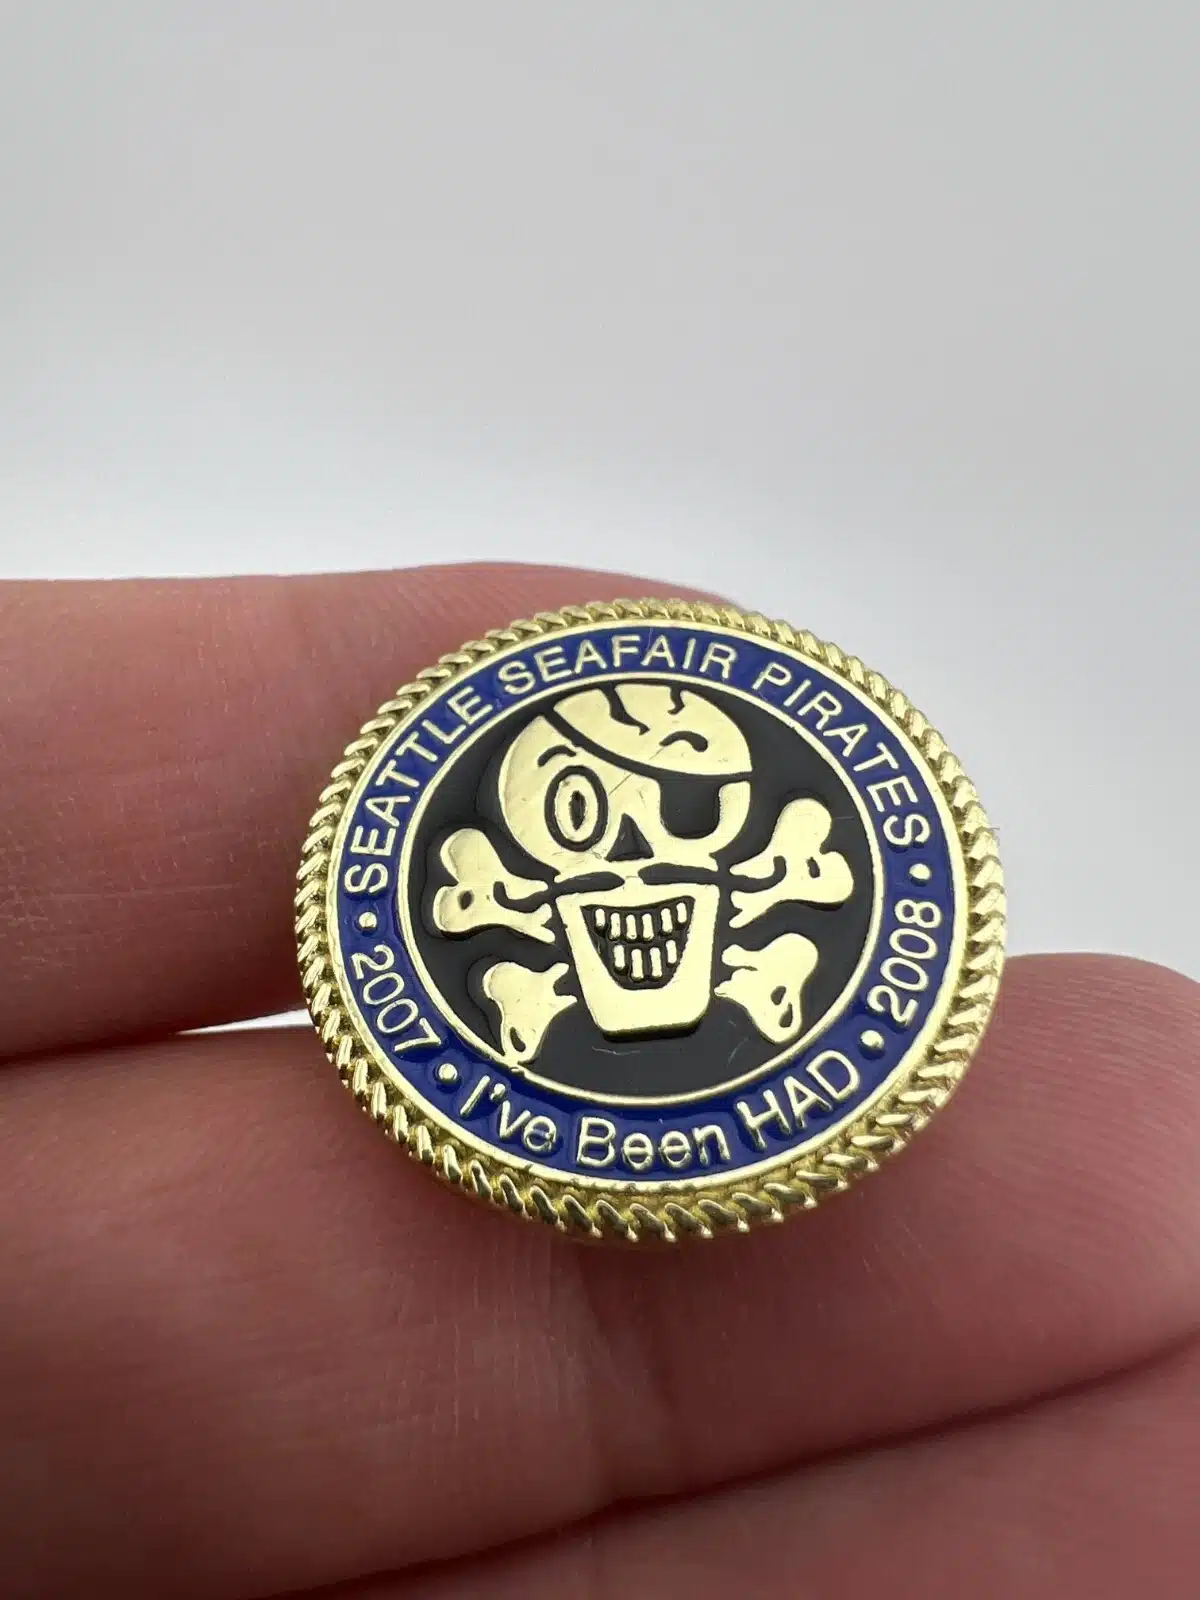 SEATTLE SEAFAIR PIRATES
2007 • I've Been HAD • 2008